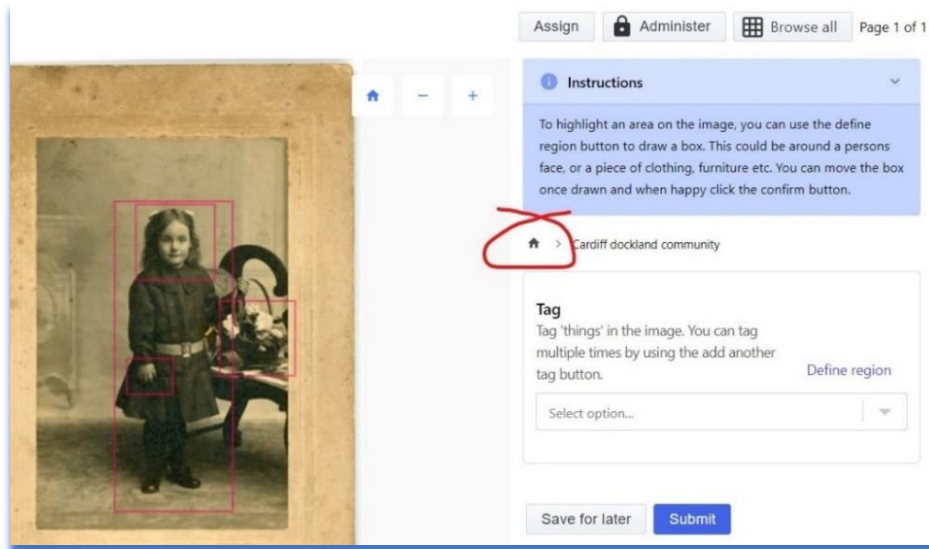 Assign Administer Browse all Page 1 of 1
Instructions
To highlight an area on the image, you can use the define
region button to draw a box. This could be around a persons
face, or a piece of clothing, furniture etc. You can move the box
once drawn and when happy click the confirm button.
> Cardiff dockland community
Tag
Tag 'things' in the image. You can tag
multiple times by using the add another
tag button.
Define region
Select option...
Save for later Submit